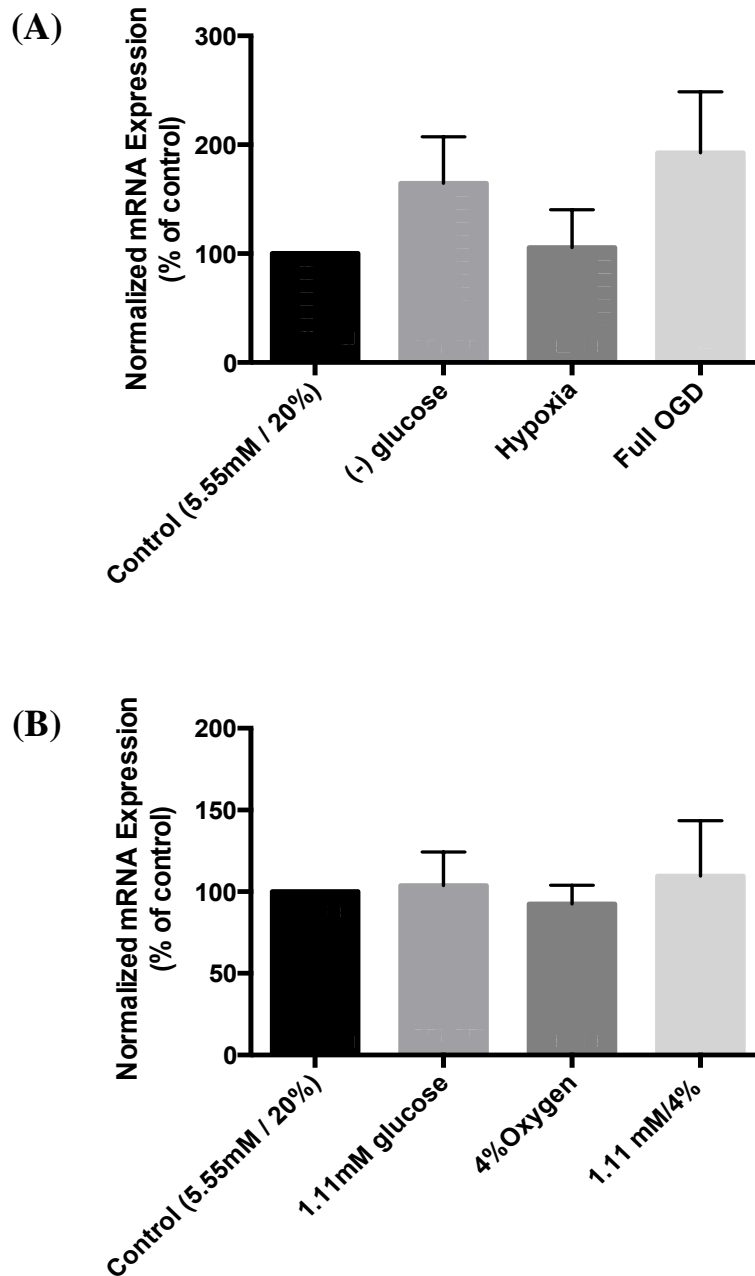 (A)
Normalized mRNA Expression
(% of control)
300
200
100
0
Control (5.55mM / 20%)
(-) glucose
Hypoxia
Full OGD
(B)
Normalized mRNA Expression
(% of control)
200
150
100
50
0
Control (5.55mM / 20%)
1.11mM glucose
4%Oxygen
1.11 mM/4%